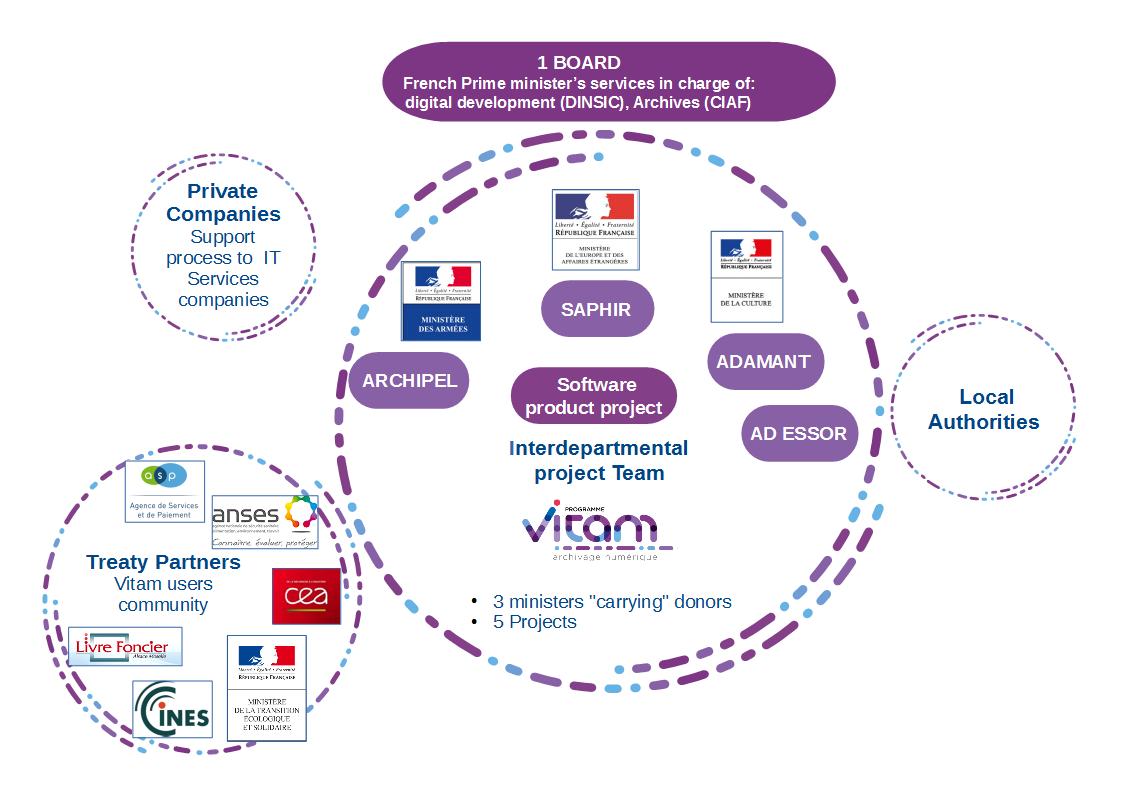 1 BOARD
French Prime minister's services in charge of:
digital development (DINSIC), Archives (CIAF)
Private
Companies
Support
process to IT
Services
companies
Liberté • Égalité • Fraternité
RÉPUBLIQUE FRANÇAISE
MINISTÈRE
DE L'EUROPE ET DES
AFFAIRES ÉTRANGÈRES
SAPHIR
Liberté • Égalité • Fraternité
RÉPUBLIQUE FRANÇAISE
MINISTÈRE
DE LA CULTURE
ADAMANT
AD ESSOR
Liberté • Égalité • Fraternité
RÉPUBLIQUE FRANÇAISE
MINISTÈRE
DES ARMÉES
ARCHIPEL
Software
product project
Interdepartmental
project Team
PROGRAMME
vitam
archivage numérique
• 3 ministers "carrying" donors
• 5 Projects
Local
Authorities
asp
Agence de Services
et de Paiement
anses
Connaître, évaluer, protéger
Treaty Partners
Vitam users
community
cea
Livre Foncier
Alsace-Moselle
CINES
Liberté • Égalité • Fraternité
RÉPUBLIQUE FRANÇAISE
MINISTÈRE
DE LA TRANSITION
ÉCOLOGIQUE
ET SOLIDAIRE